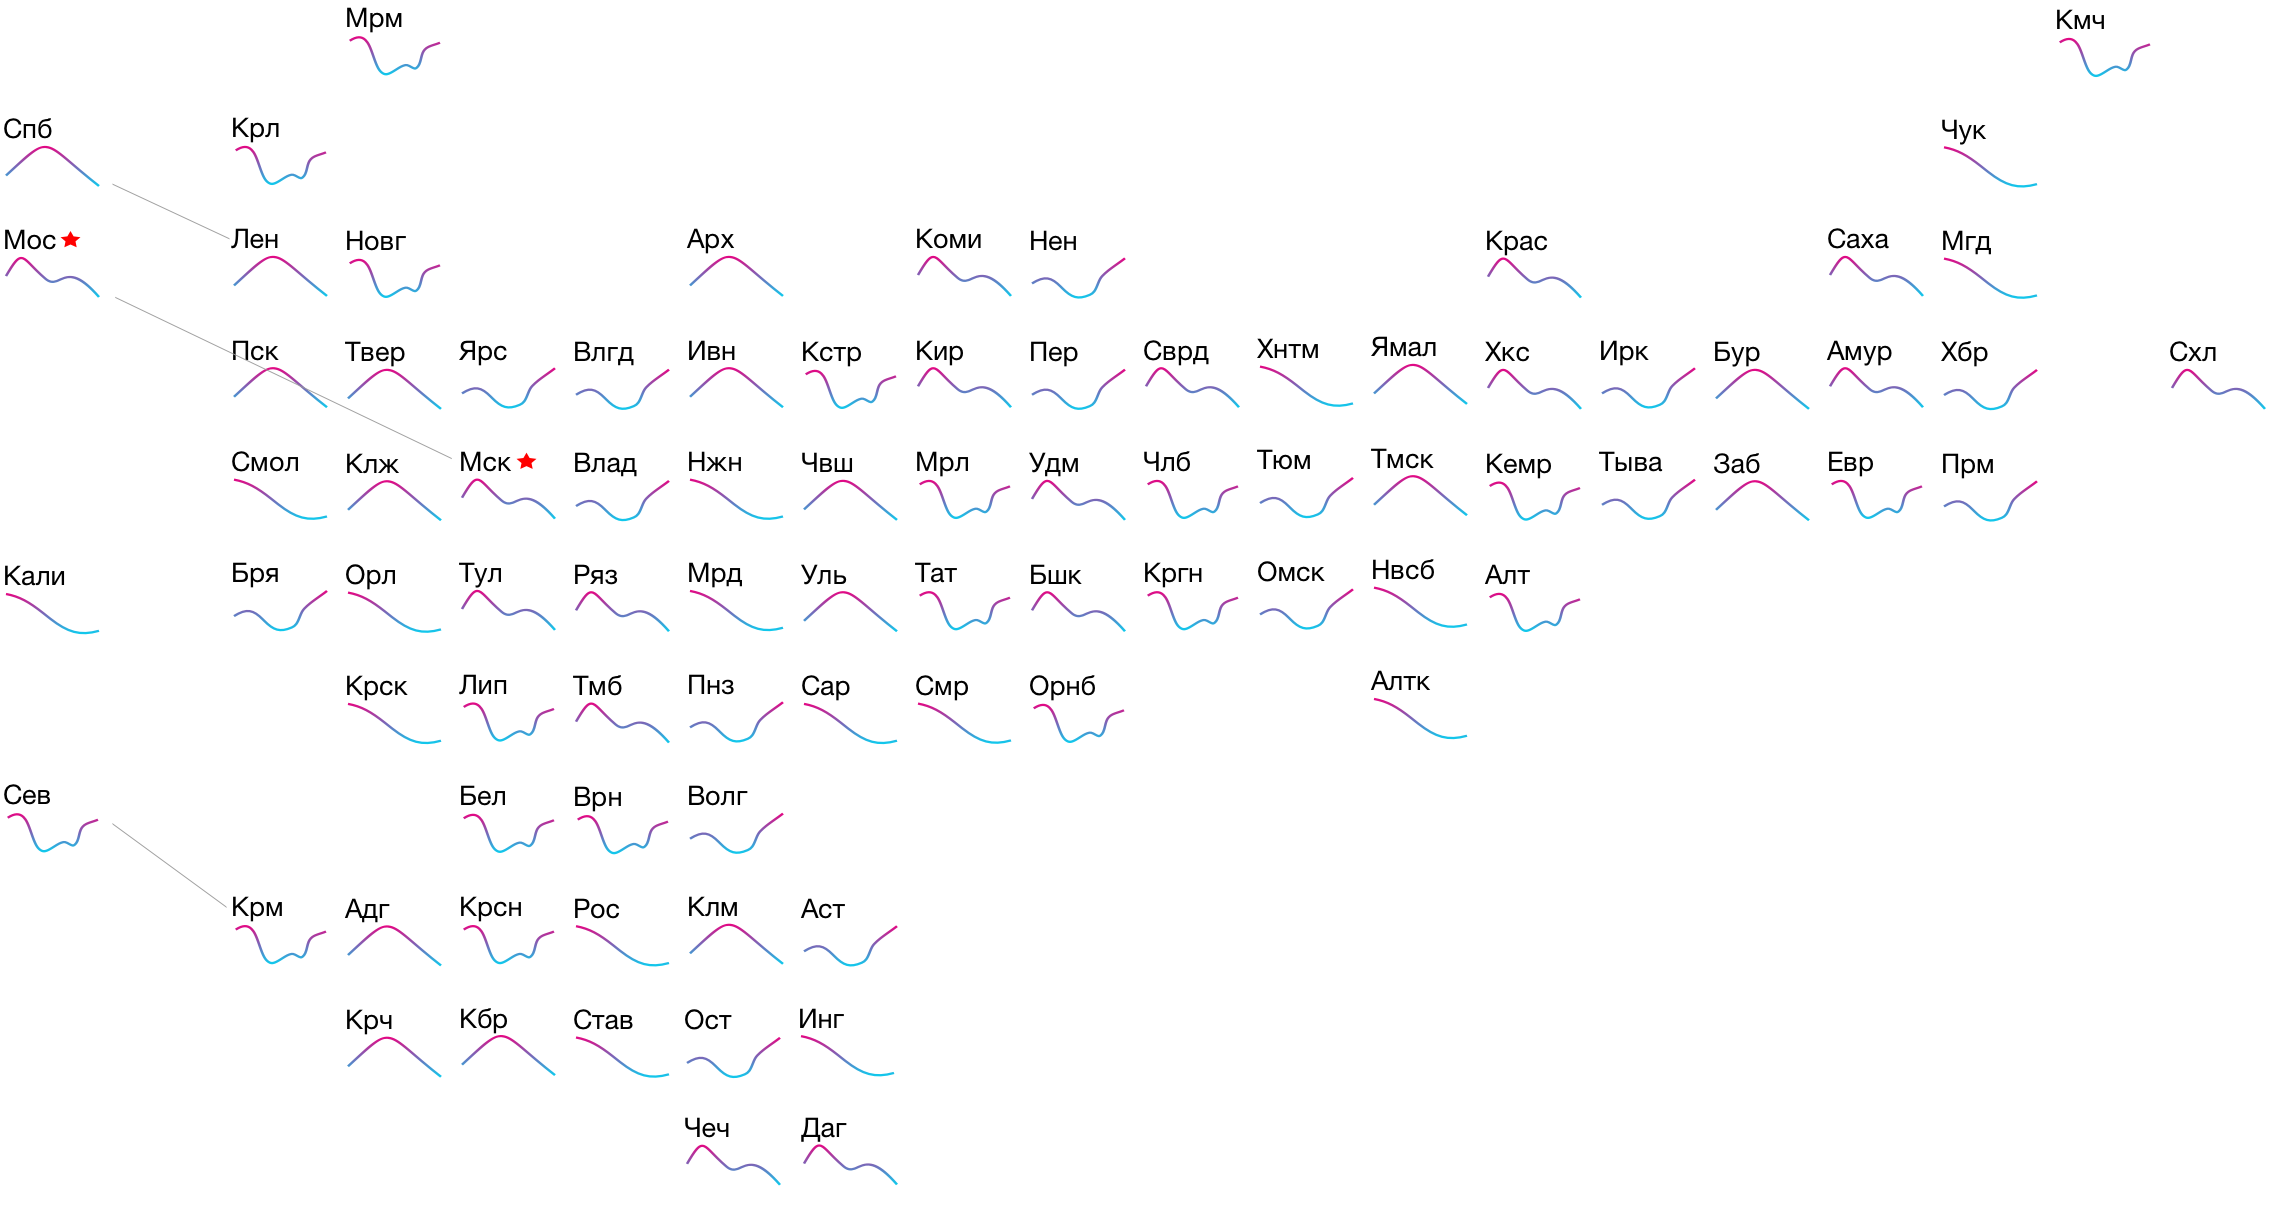 Мрм Кмч
Спб Крл Чук
Мос Лен Новг Арх Коми Нен Крас Саха Мгд
Пск Твер Ярс Влгд Ивн Кстр Кир Пер Сврд Хнтм Ямал Хкс Ирк Бур Амур Хбр Схл
Смол Клж Мск Влад Нжн Чвш Мрл Удм Члб Тюм Тмск Кемр Тыва Заб Евр Прм
Кали Бря Орл Тул Ряз Мрд Уль Тат Бшк Кргн Омск Нвсб Алт
Крск Лип Тмб Пнз Сар Смр Орнб Алтк
Сев Бел Врн Волг
Крм Адг Крсн Рос Клм Аст
Крч Кбр Став Ост Инг
Чеч Даг